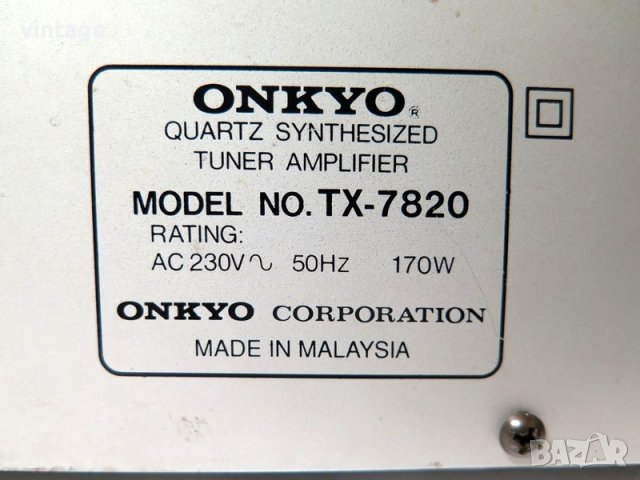 union
vintage
ONKYO®
QUARTZ SYNTHESIZED
TUNER AMPLIFIER
MODEL NO. TX-7820
RATING:
AC 230V∿ 50Hz 170W
ONKYO CORPORATION
MADE IN MALAYSIA
BAZAR